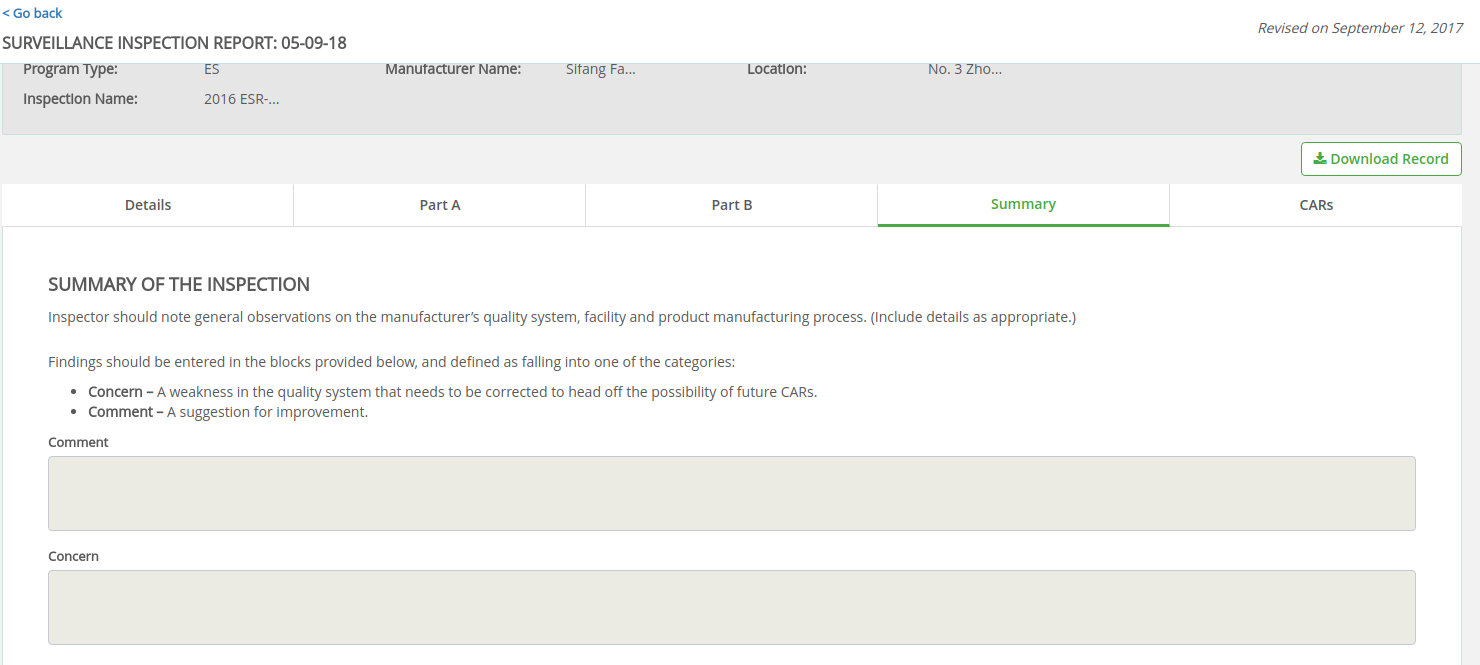 < Go back
Revised on September 12, 2017
SURVEILLANCE INSPECTION REPORT: 05-09-18
Program Type: ES Manufacturer Name: Sifang Fa... Location: No. 3 Zho...
Inspection Name: 2016 ESR-...
Download Record
Details Part A Part B Summary CARs
SUMMARY OF THE INSPECTION
Inspector should note general observations on the manufacturer’s quality system, facility and product manufacturing process. (Include details as appropriate.)
Findings should be entered in the blocks provided below, and defined as falling into one of the categories:
• Concern – A weakness in the quality system that needs to be corrected to head off the possibility of future CARs.
• Comment – A suggestion for improvement.
Comment
Concern